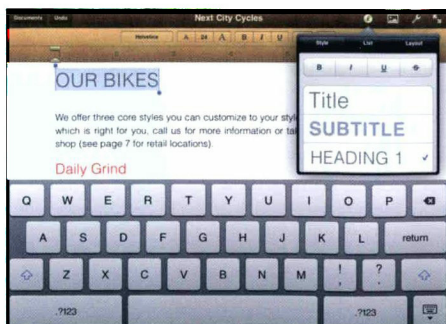 Documents Undo Next City Cycles
Helvetica A 24 A B I U
Style List Layout
B I U S
Title
SUBTITLE
HEADING 1
OUR BIKES
We offer three core styles you can customize to your
which is right for you, call us for more information or
shop (see page 7 for retail locations).
Daily Grind
Q W E R T Y U I O P
A S D F G H J K L return
Z X C V B N M ! , ? .
.?123 .?123